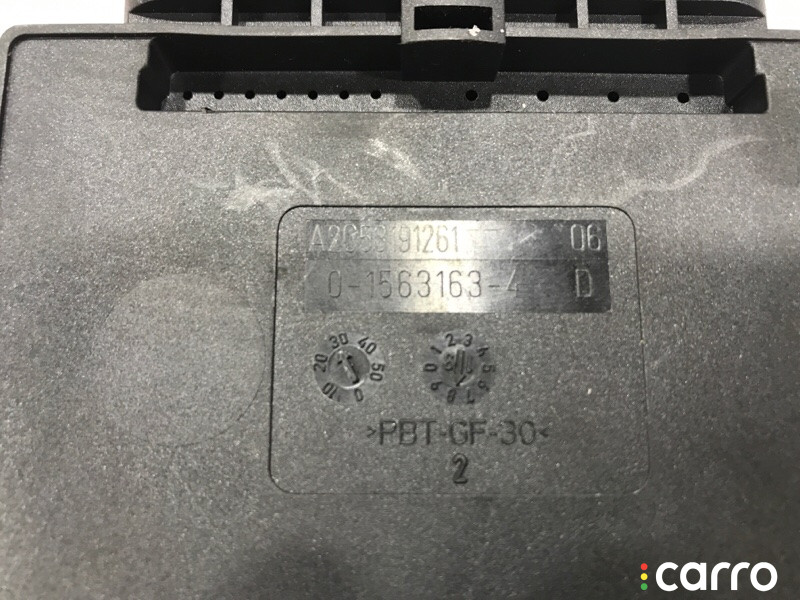 A2C53191261 06
0-1563163-4 D
10 20 30 40 50 0
0 1 2 3 4 5 6 7 8 9
>PBT-GF-30<
2
carro